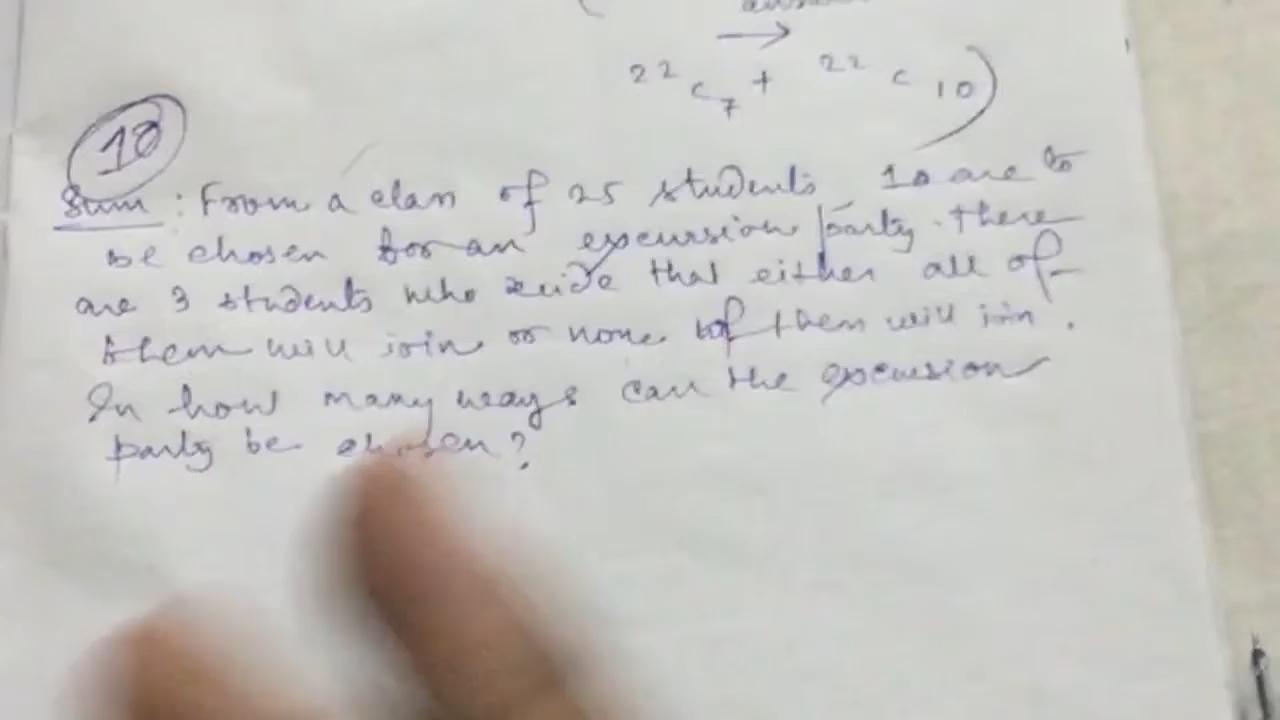 →
²²C₇ + ²²C₁₀)
10
Sum : From a class of 25 students, 10 are to
be chosen for an excursion party. there
are 3 students who decide that either all of
them will join or none of them will join.
In how many ways can the excursion
party be chosen?